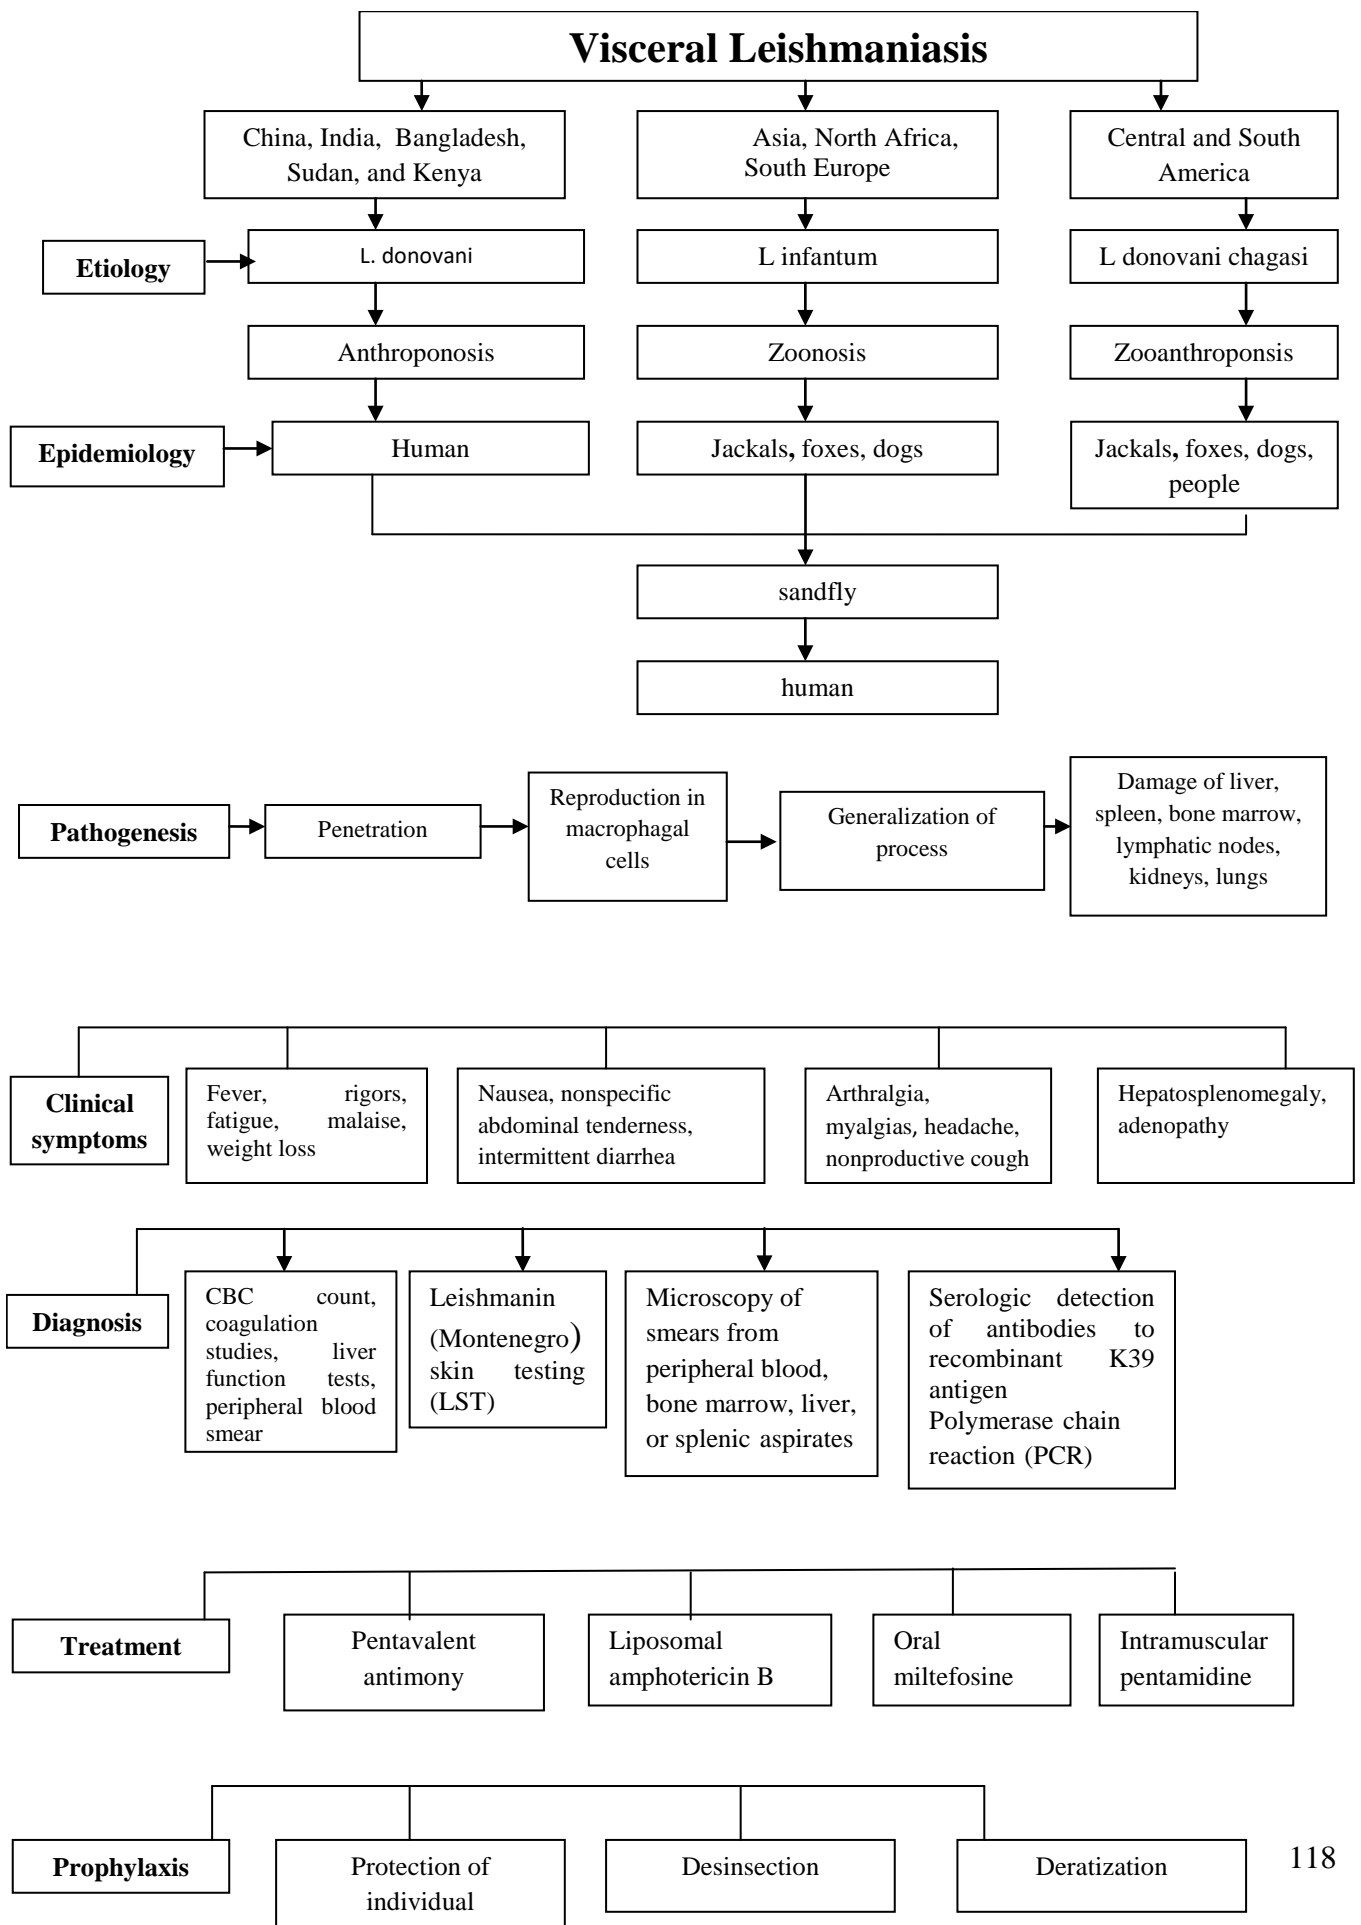 Visceral Leishmaniasis
China, India, Bangladesh,
Sudan, and Kenya
Asia, North Africa,
South Europe
Central and South
America
Etiology
L. donovani
L infantum
L donovani chagasi
Anthroponosis
Zoonosis
Zooanthroponsis
Epidemiology
Human
Jackals, foxes, dogs
Jackals, foxes, dogs,
people
sandfly
human
Pathogenesis
Penetration
Reproduction in
macrophagal
cells
Generalization of
process
Damage of liver,
spleen, bone marrow,
lymphatic nodes,
kidneys, lungs
Clinical
symptoms
Fever, rigors,
fatigue, malaise,
weight loss
Nausea, nonspecific
abdominal tenderness,
intermittent diarrhea
Arthralgia,
myalgias, headache,
nonproductive cough
Hepatosplenomegaly,
adenopathy
Diagnosis
CBC count,
coagulation
studies, liver
function tests,
peripheral blood
smear
Leishmanin
(Montenegro)
skin testing
(LST)
Microscopy of
smears from
peripheral blood,
bone marrow, liver,
or splenic aspirates
Serologic detection
of antibodies to
recombinant K39
antigen
Polymerase chain
reaction (PCR)
Treatment
Pentavalent
antimony
Liposomal
amphotericin B
Oral
miltefosine
Intramuscular
pentamidine
Prophylaxis
Protection of
individual
Desinsection
Deratization
118